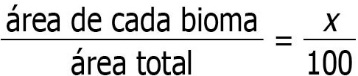 área de cada bioma / área total = x / 100